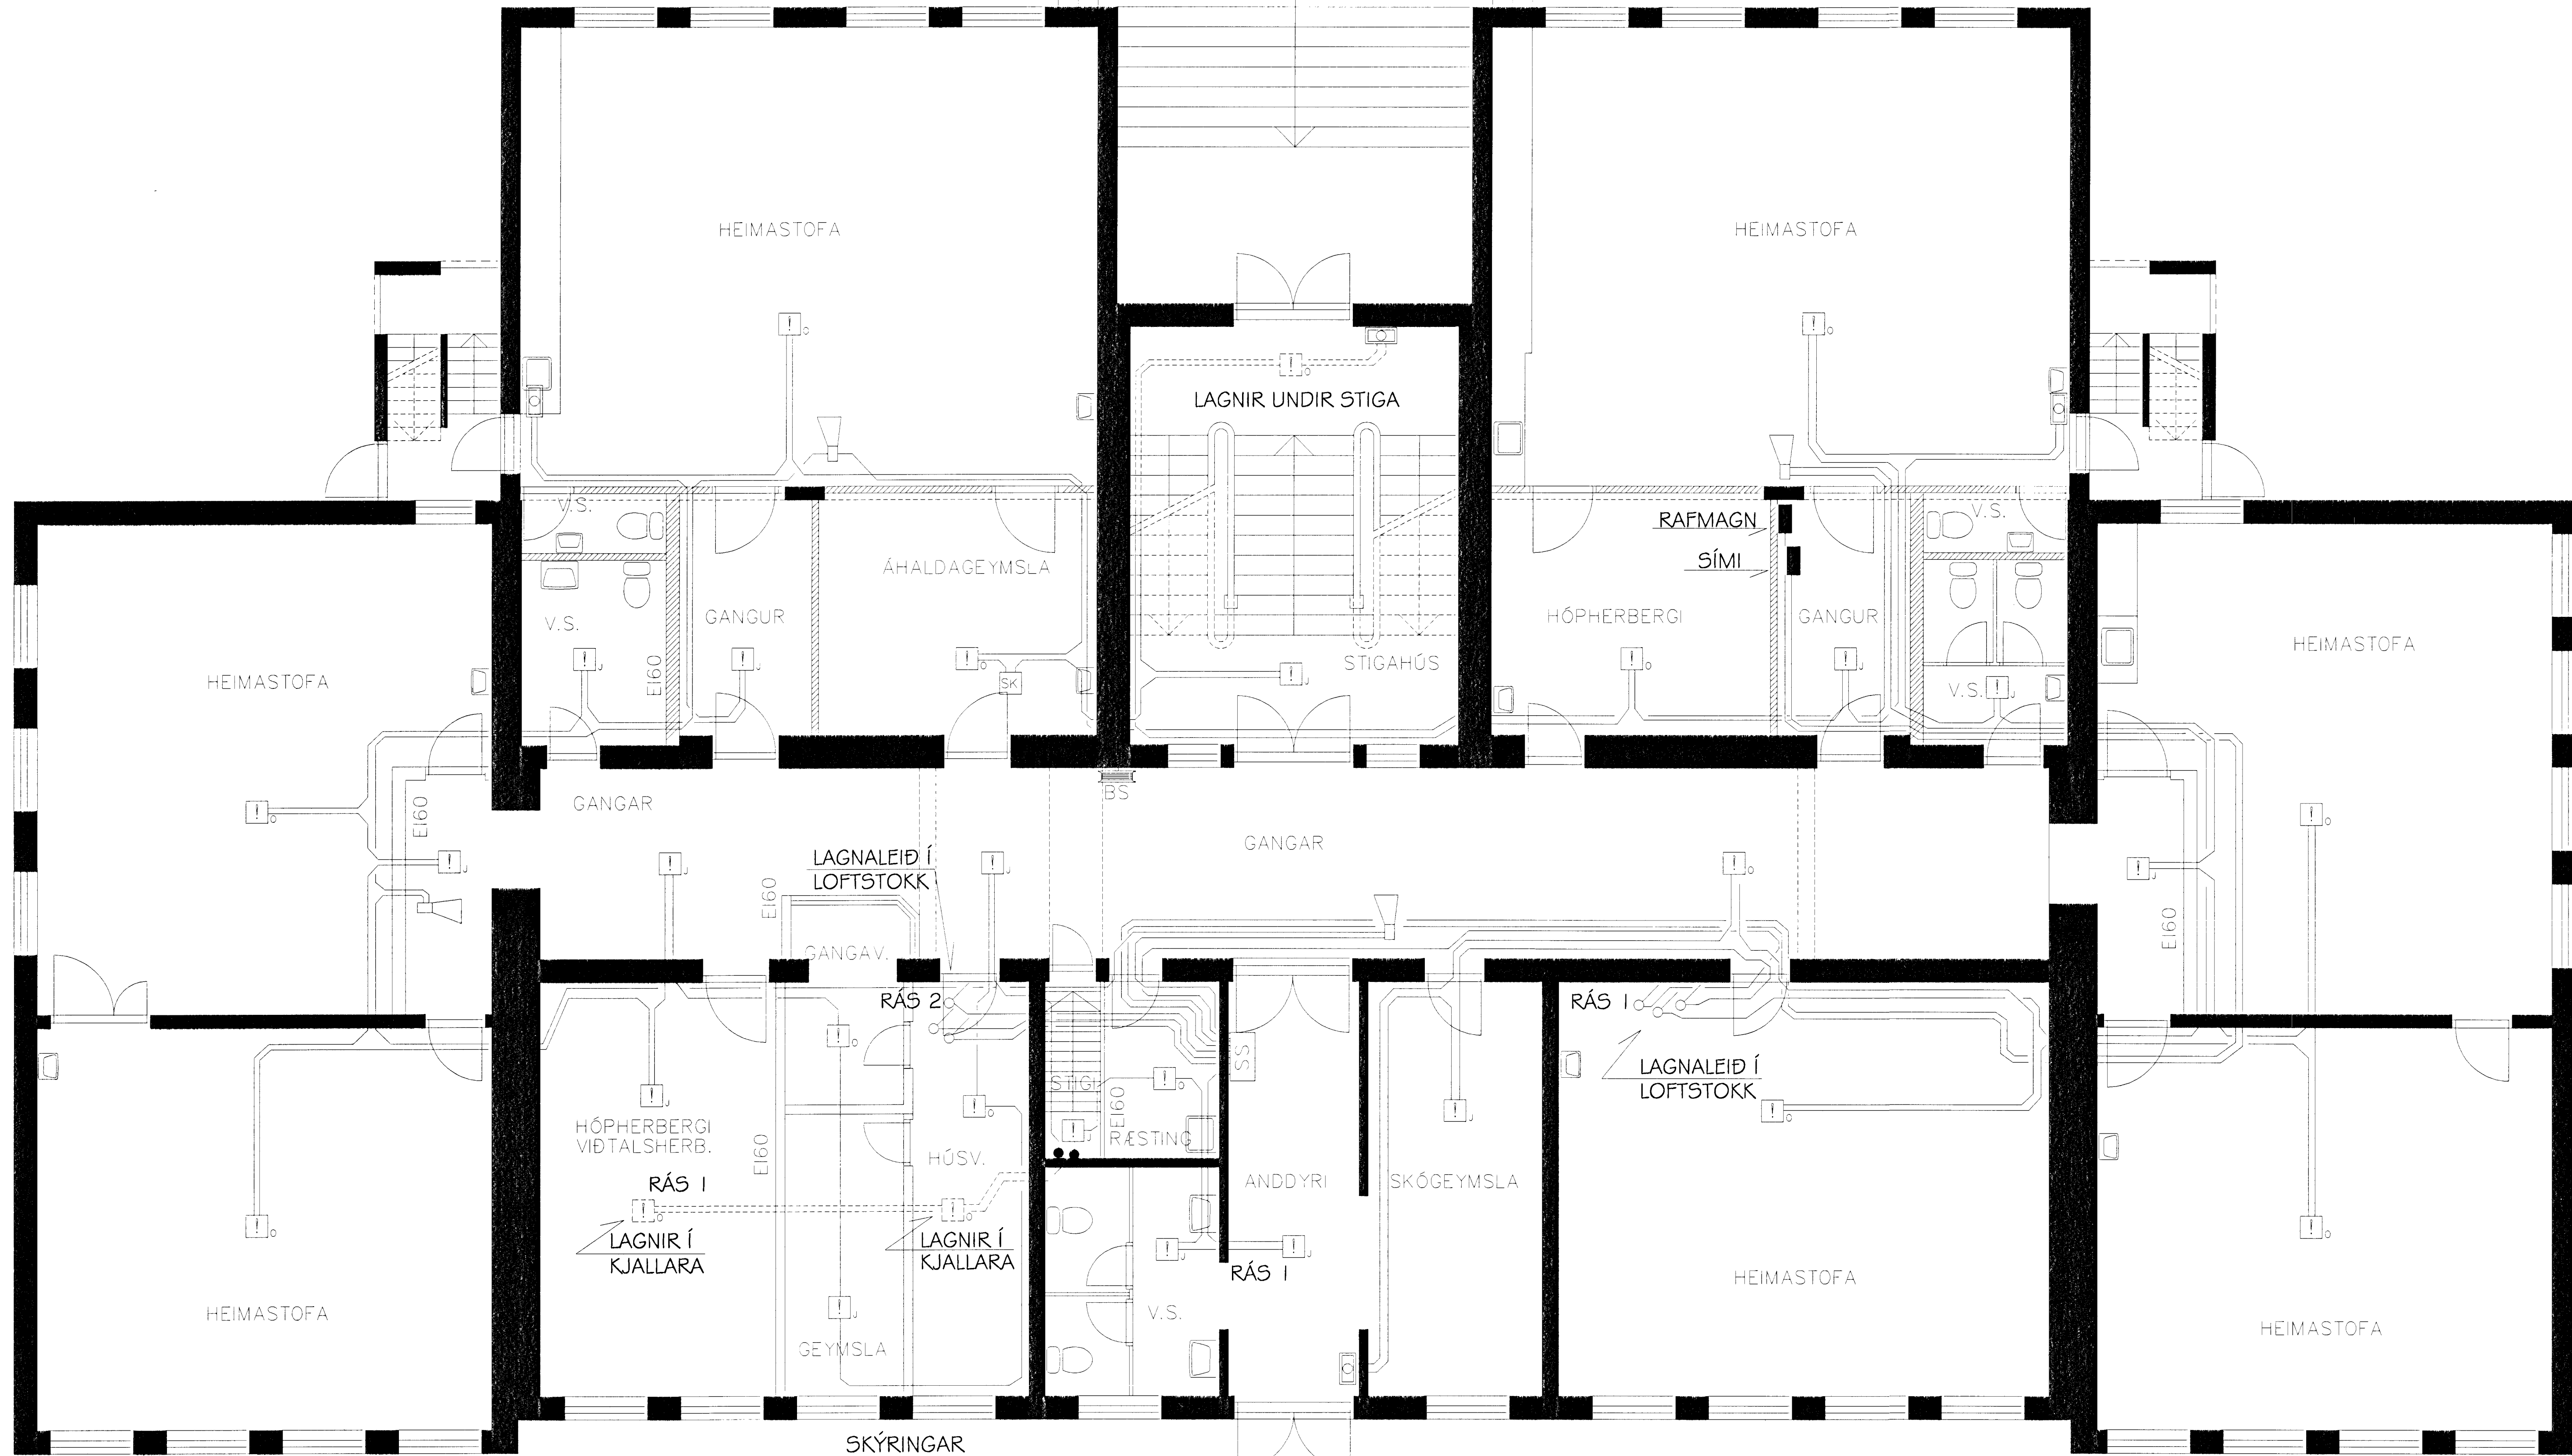 HEIMASTOFA
HEIMASTOFA
! O
! O
! O
LAGNIR UNDIR STIGA
V.S.
RAFMAGN
V.S.
SÍMI
ÁHALDAGEYMSLA
V.S.
GANGUR
HÓPHERBERGI
GANGUR
HEIMASTOFA
HEIMASTOFA
EI60
! J
! J
! O
SK
! J
STIGAHÚS
! O
! J
V.S.
! J
BS
GANGAR
EI60
! O
GANGAR
! O
LAGNALEIÐ Í
LOFTSTOKK
! J
! J
! J
! O
! J
EI60
EI60
GANGAV.
RÁS 2
RÁS 1
! O
SS
LAGNALEIÐ Í
LOFTSTOKK
STIGI
! O
! J
! O
! J
! O
EI60
! J
RÆSTING
HÓPHERBERGI
VIÐTALSHERB.
EI60
HÚSV.
ANDDYRI
SKÓGEYMSLA
RÁS 1
! O
! O
LAGNIR Í
KJALLARA
LAGNIR Í
KJALLARA
! O
! J
! J
RÁS 1
! O
HEIMASTOFA
HEIMASTOFA
! J
V.S.
HEIMASTOFA
GEYMSLA
SKÝRINGAR